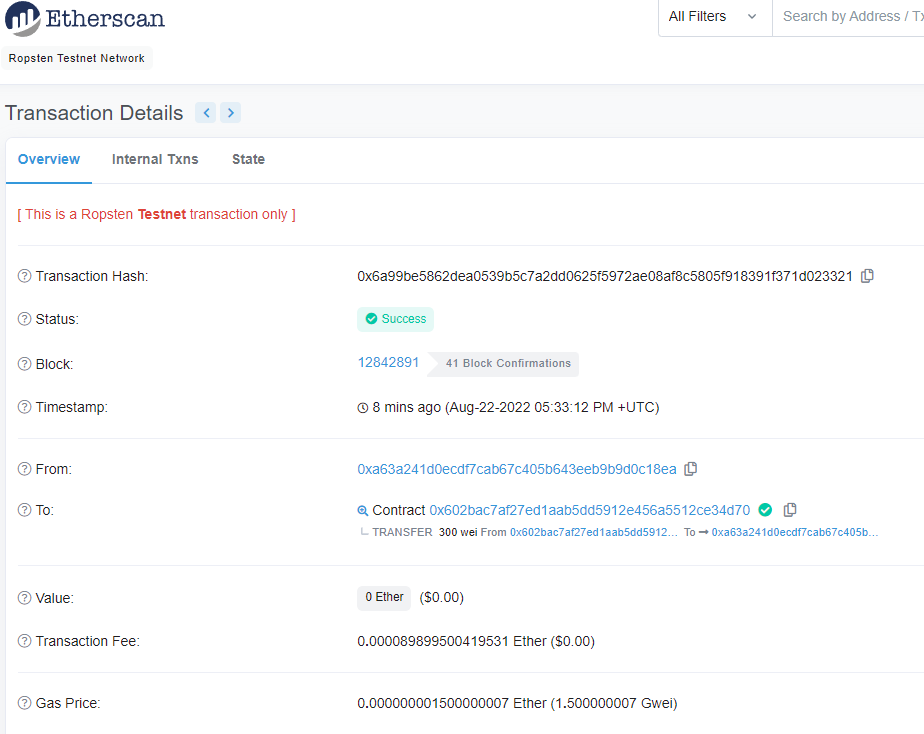 Etherscan
All Filters
Search by Address / Tx
Ropsten Testnet Network
Transaction Details
Overview Internal Txns State
[ This is a Ropsten Testnet transaction only ]
Transaction Hash: 0x6a99be5862dea0539b5c7a2dd0625f5972ae08af8c5805f918391f371d023321
Status: Success
Block: 12842891 41 Block Confirmations
Timestamp: 8 mins ago (Aug-22-2022 05:33:12 PM +UTC)
From: 0xa63a241d0ecdf7cab67c405b643eeb9b9d0c18ea
To: Contract 0x602bac7af27ed1aab5dd5912e456a5512ce34d70
TRANSFER 300 wei From 0x602bac7af27ed1aab5dd5912... To → 0xa63a241d0ecdf7cab67c405b...
Value: 0 Ether ($0.00)
Transaction Fee: 0.000089899500419531 Ether ($0.00)
Gas Price: 0.000000001500000007 Ether (1.500000007 Gwei)